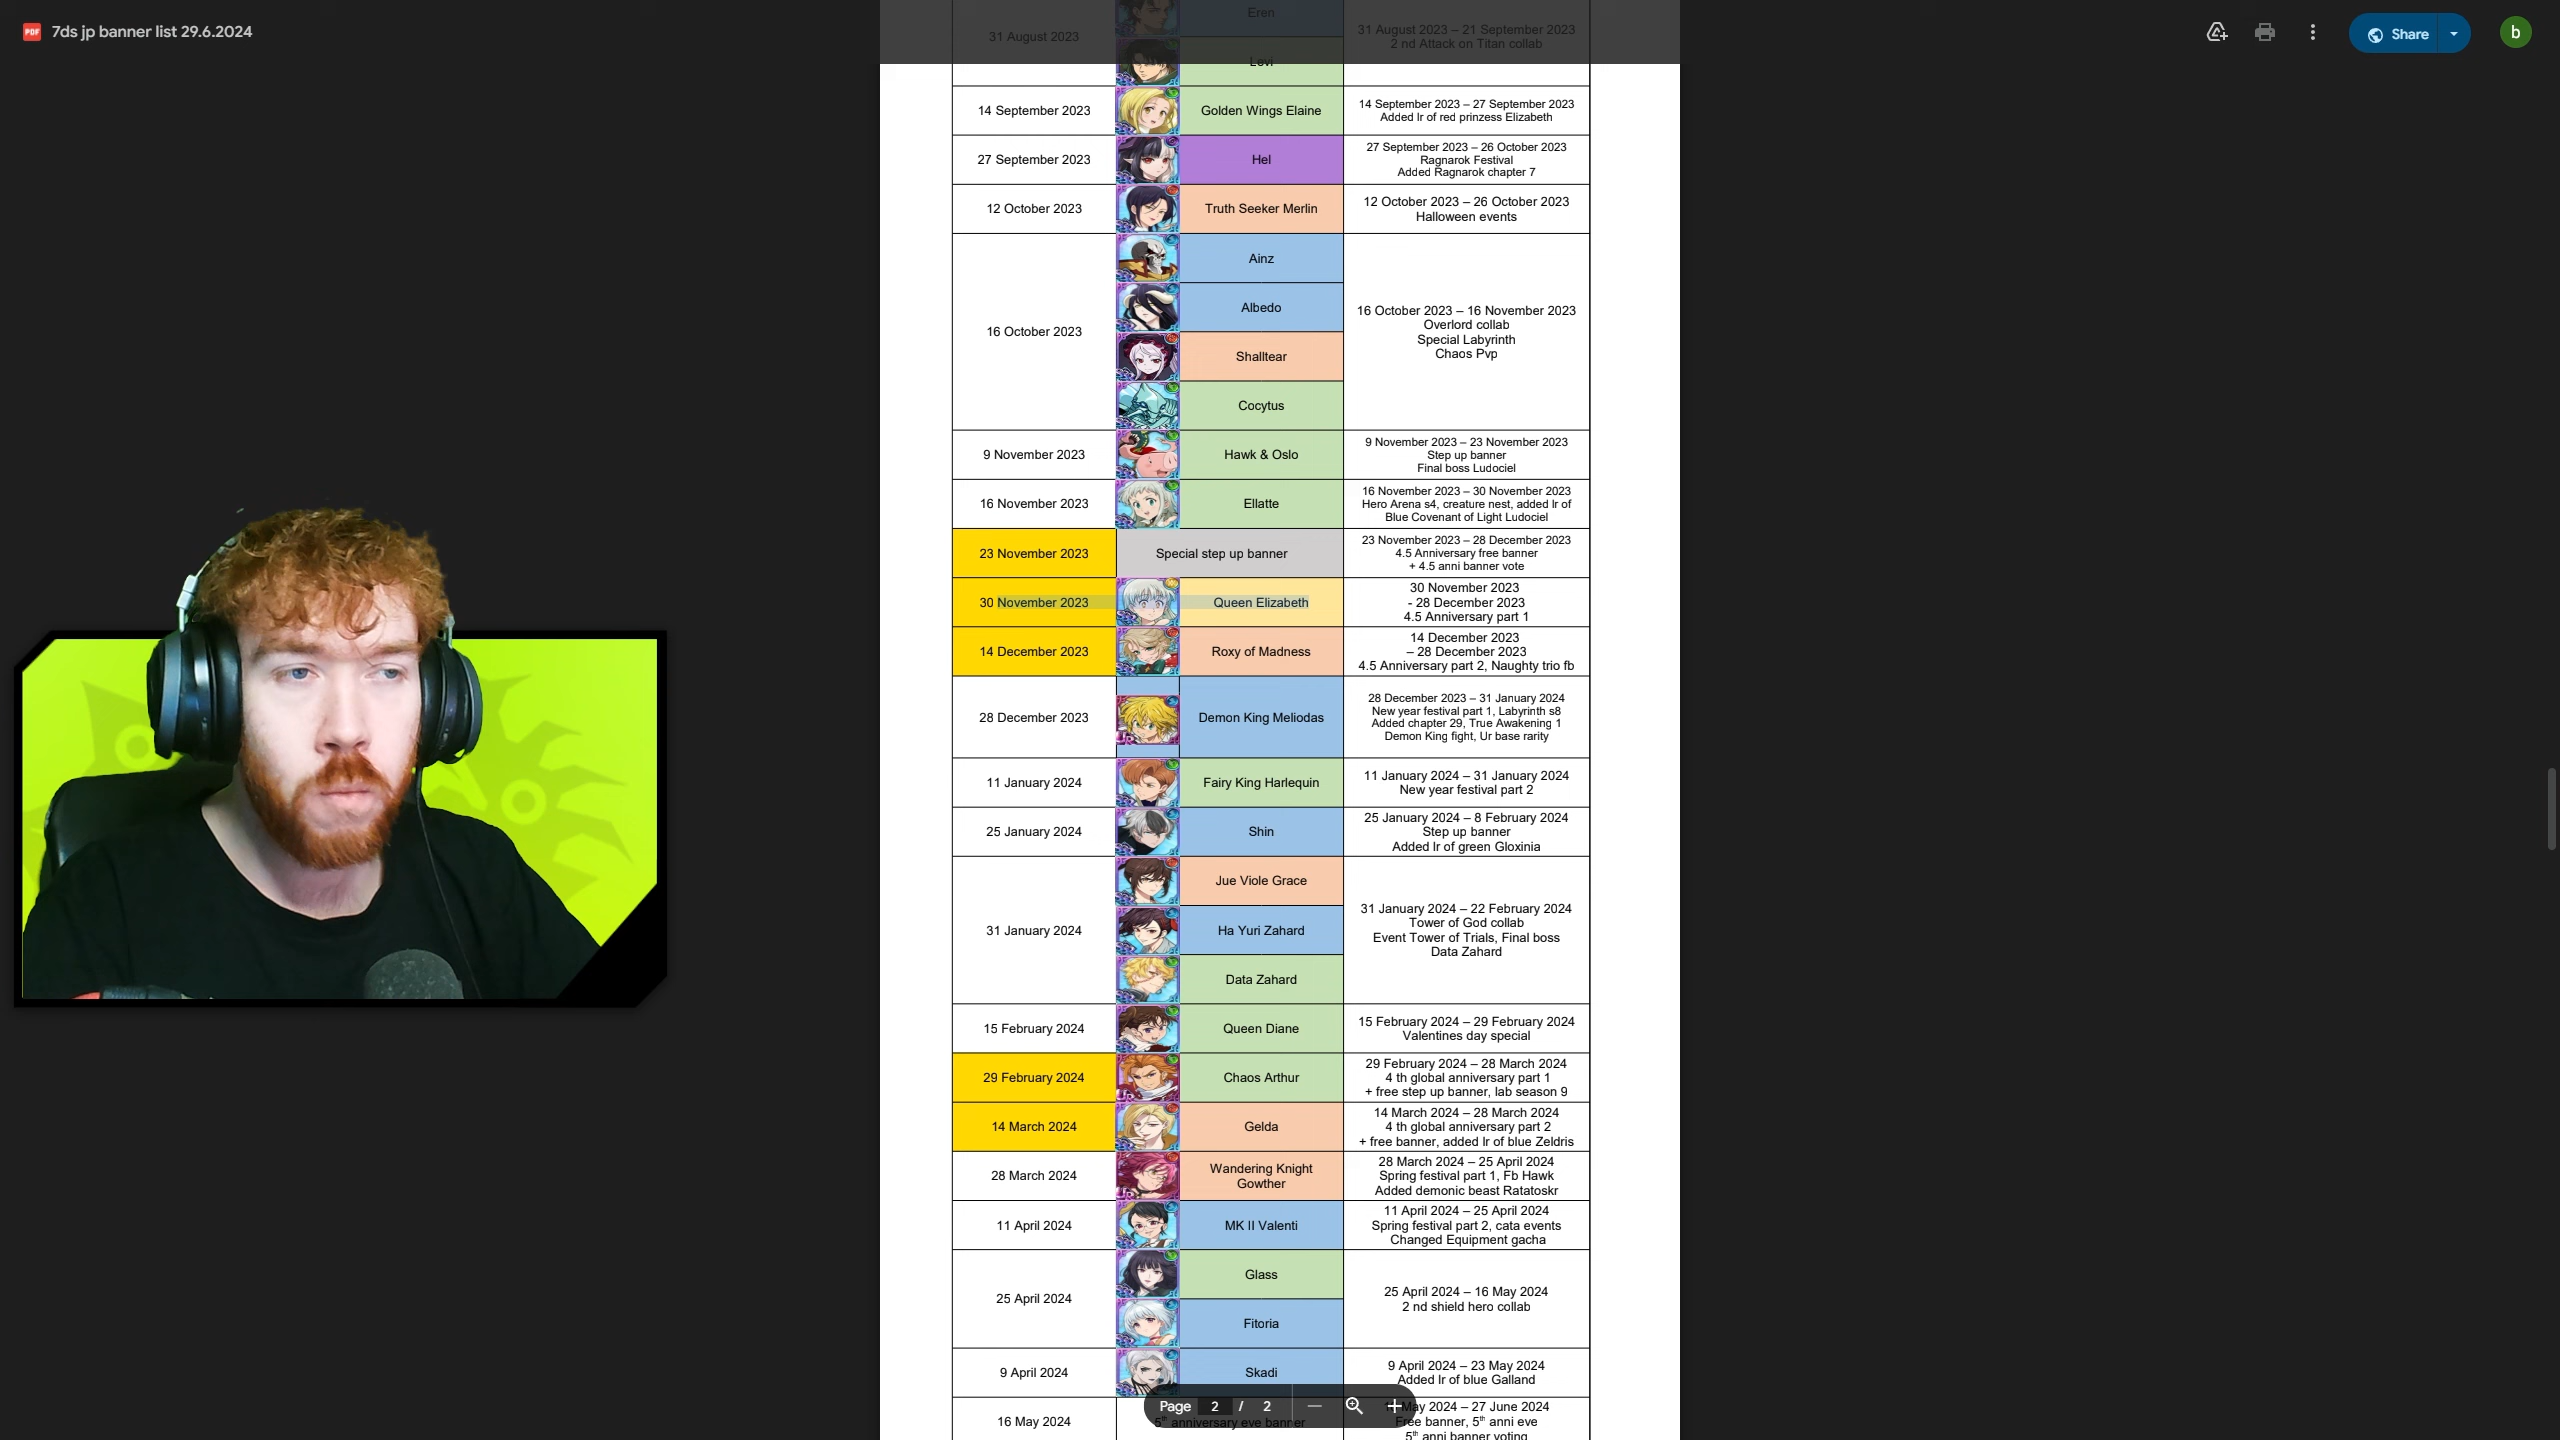 7ds jp banner list 29.6.2024
Share
b
31 August 2023
Eren
Levi
31 August 2023 – 21 September 2023
2 nd Attack on Titan collab
14 September 2023
Golden Wings Elaine
14 September 2023 – 27 September 2023
Added lr of red prinzess Elizabeth
27 September 2023
Hel
27 September 2023 – 26 October 2023
Ragnarok Festival
Added Ragnarok chapter 7
12 October 2023
Truth Seeker Merlin
12 October 2023 – 26 October 2023
Halloween events
16 October 2023
Ainz
Albedo
Shalltear
Cocytus
16 October 2023 – 16 November 2023
Overlord collab
Special Labyrinth
Chaos Pvp
9 November 2023
Hawk & Oslo
9 November 2023 – 23 November 2023
Step up banner
Final boss Ludociel
16 November 2023
Ellatte
16 November 2023 – 30 November 2023
Hero Arena s4, creature nest, added lr of
Blue Covenant of Light Ludociel
23 November 2023
Special step up banner
23 November 2023 – 28 December 2023
4.5 Anniversary free banner
+ 4.5 anni banner vote
30 November 2023
Queen Elizabeth
30 November 2023
- 28 December 2023
4.5 Anniversary part 1
14 December 2023
Roxy of Madness
14 December 2023
– 28 December 2023
4.5 Anniversary part 2, Naughty trio fb
28 December 2023
Demon King Meliodas
28 December 2023 – 31 January 2024
New year festival part 1, Labyrinth s8
Added chapter 29, True Awakening 1
Demon King fight, Ur base rarity
11 January 2024
Fairy King Harlequin
11 January 2024 – 31 January 2024
New year festival part 2
25 January 2024
Shin
25 January 2024 – 8 February 2024
Step up banner
Added lr of green Gloxinia
31 January 2024
Jue Viole Grace
Ha Yuri Zahard
Data Zahard
31 January 2024 – 22 February 2024
Tower of God collab
Event Tower of Trials, Final boss
Data Zahard
15 February 2024
Queen Diane
15 February 2024 – 29 February 2024
Valentines day special
29 February 2024
Chaos Arthur
29 February 2024 – 28 March 2024
4 th global anniversary part 1
+ free step up banner, lab season 9
14 March 2024
Gelda
14 March 2024 – 28 March 2024
4 th global anniversary part 2
+ free banner, added lr of blue Zeldris
28 March 2024
Wandering Knight
Gowther
28 March 2024 – 25 April 2024
Spring festival part 1, Fb Hawk
Added demonic beast Ratatoskr
11 April 2024
MK II Valenti
11 April 2024 – 25 April 2024
Spring festival part 2, cata events
Changed Equipment gacha
25 April 2024
Glass
Fitoria
25 April 2024 – 16 May 2024
2 nd shield hero collab
9 April 2024
Skadi
9 April 2024 – 23 May 2024
Added lr of blue Galland
16 May 2024
5th anniversary eve banner
May 2024 – 27 June 2024
Free banner, 5th anni eve
5th anni banner voting
Page 2 / 2